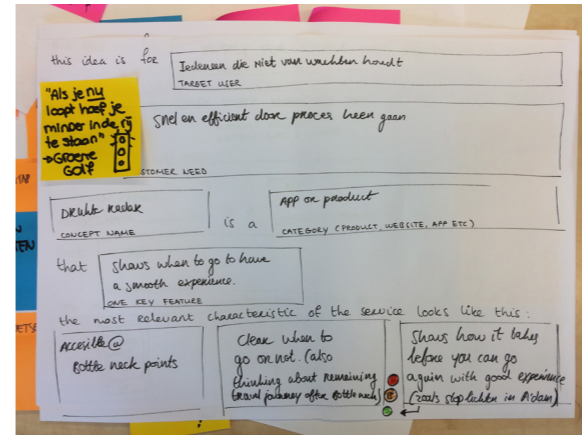 this idea is for
Iedereen die niet van wachten houdt
TARGET USER
"Als je nu
loopt hoef je
minder in de rij
te staan"
→ GROENE
GOLF
Snel en efficient door proces heen gaan
STOMER NEED
DRUKTE RADAR
CONCEPT NAME
is a
APP or product
CATEGORY (PRODUCT, WEBSITE, APP ETC)
that
shows when to go to have
a smooth experience.
ONE KEY FEATURE
the most relevant characteristic of the service looks like this:
Accesible @
Bottle neck points
Clear when to
go or not. (also
thinking about remaining
travel journey after Bottleneck)
Shows how it takes
before you can go
again with good experience
(zoals stoplichten in A'dam)